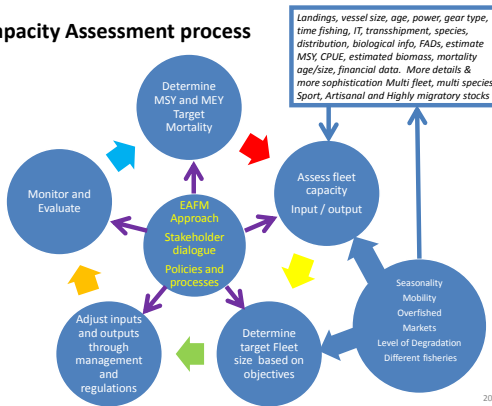 apacity Assessment process
Landings, vessel size, age, power, gear type,
time fishing, IT, transshipment, species,
distribution, biological info, FADs, estimate
MSY, CPUE, estimated biomass, mortality
age/size, financial data. More details &
more sophistication Multi fleet, multi species
Sport, Artisanal and Highly migratory stocks
Determine
MSY and MEY
Target
Mortality
Assess fleet
capacity
Input / output
Monitor and
Evaluate
EAFM
Approach
Stakeholder
dialogue
Policies and
processes
Seasonality
Mobility
Overfished
Markets
Level of Degradation
Different fisheries
Adjust inputs
and outputs
through
management
and
regulations
Determine
target Fleet
size based on
objectives
20